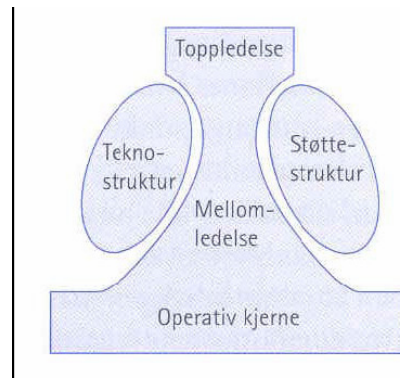 Toppledelse
Tekno-
struktur
Støtte-
struktur
Mellom-
ledelse
Operativ kjerne